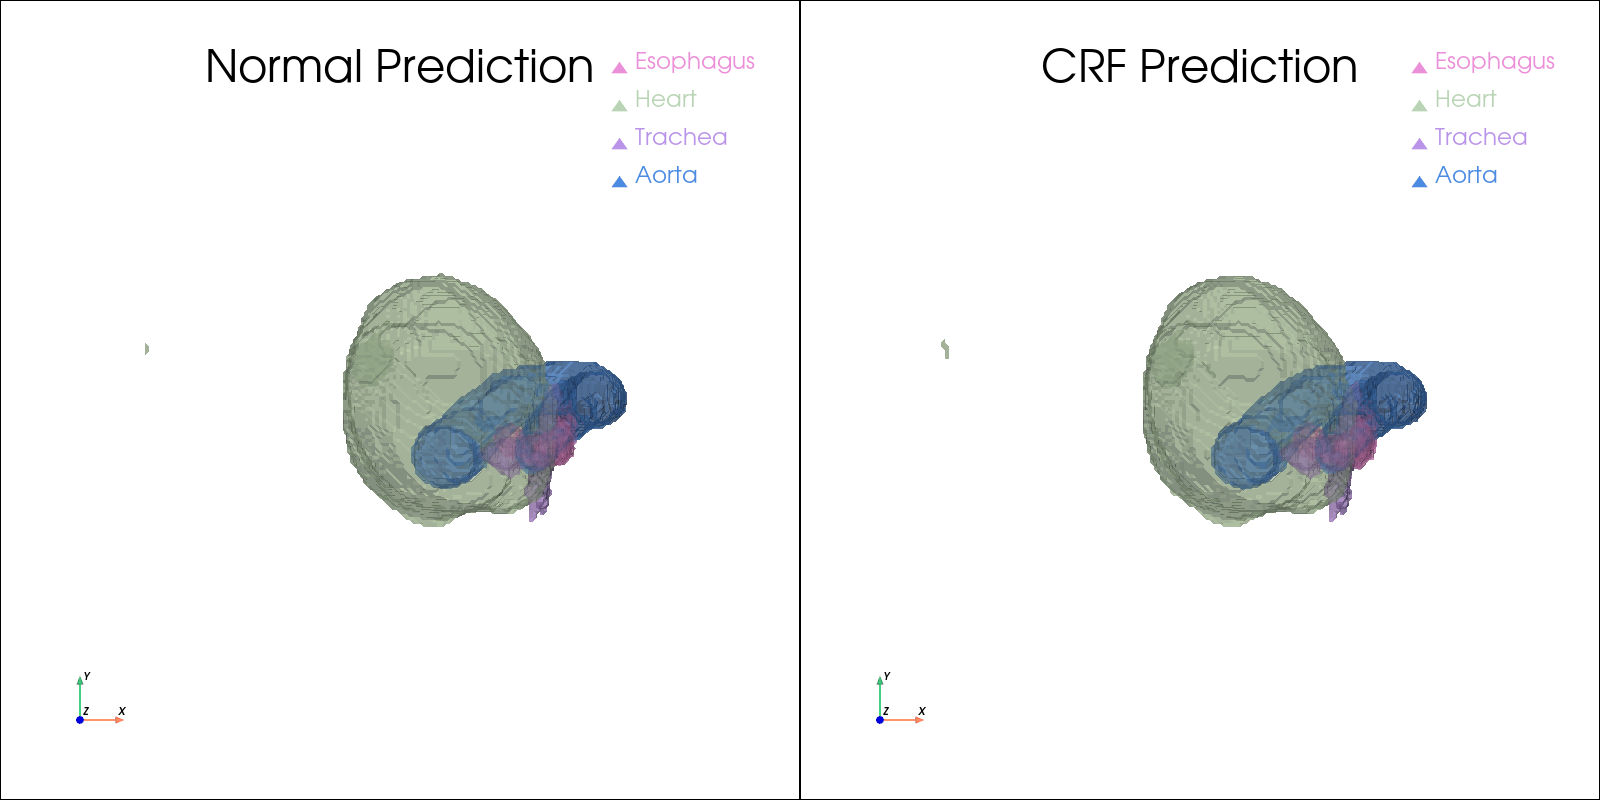 Normal Prediction
Esophagus
Heart
Trachea
Aorta
Y
Z
X
CRF Prediction
Esophagus
Heart
Trachea
Aorta
Y
Z
X